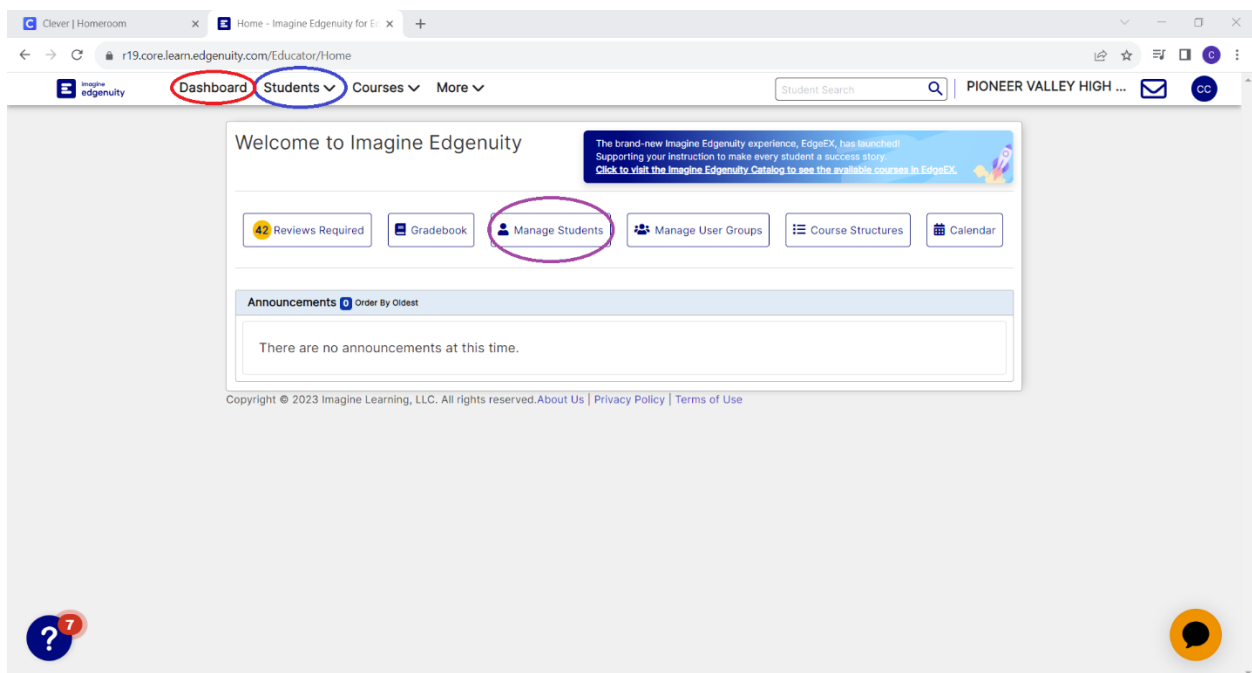 Clever | Homeroom
Home - Imagine Edgenuity for E
r19.core.learn.edgenuity.com/Educator/Home
C
imagine edgenuity
Dashboard Students Courses More Student Search PIONEER VALLEY HIGH ... CC
Welcome to Imagine Edgenuity
The brand-new Imagine Edgenuity experience, EdgeEX, has launched!
Supporting your instruction to make every student a success story.
Click to visit the Imagine Edgenuity Catalog to see the available courses in EdgeEX.
42 Reviews Required Gradebook Manage Students Manage User Groups Course Structures Calendar
Announcements 0 Order By Oldest
There are no announcements at this time.
Copyright © 2023 Imagine Learning, LLC. All rights reserved.About Us | Privacy Policy | Terms of Use
? 7